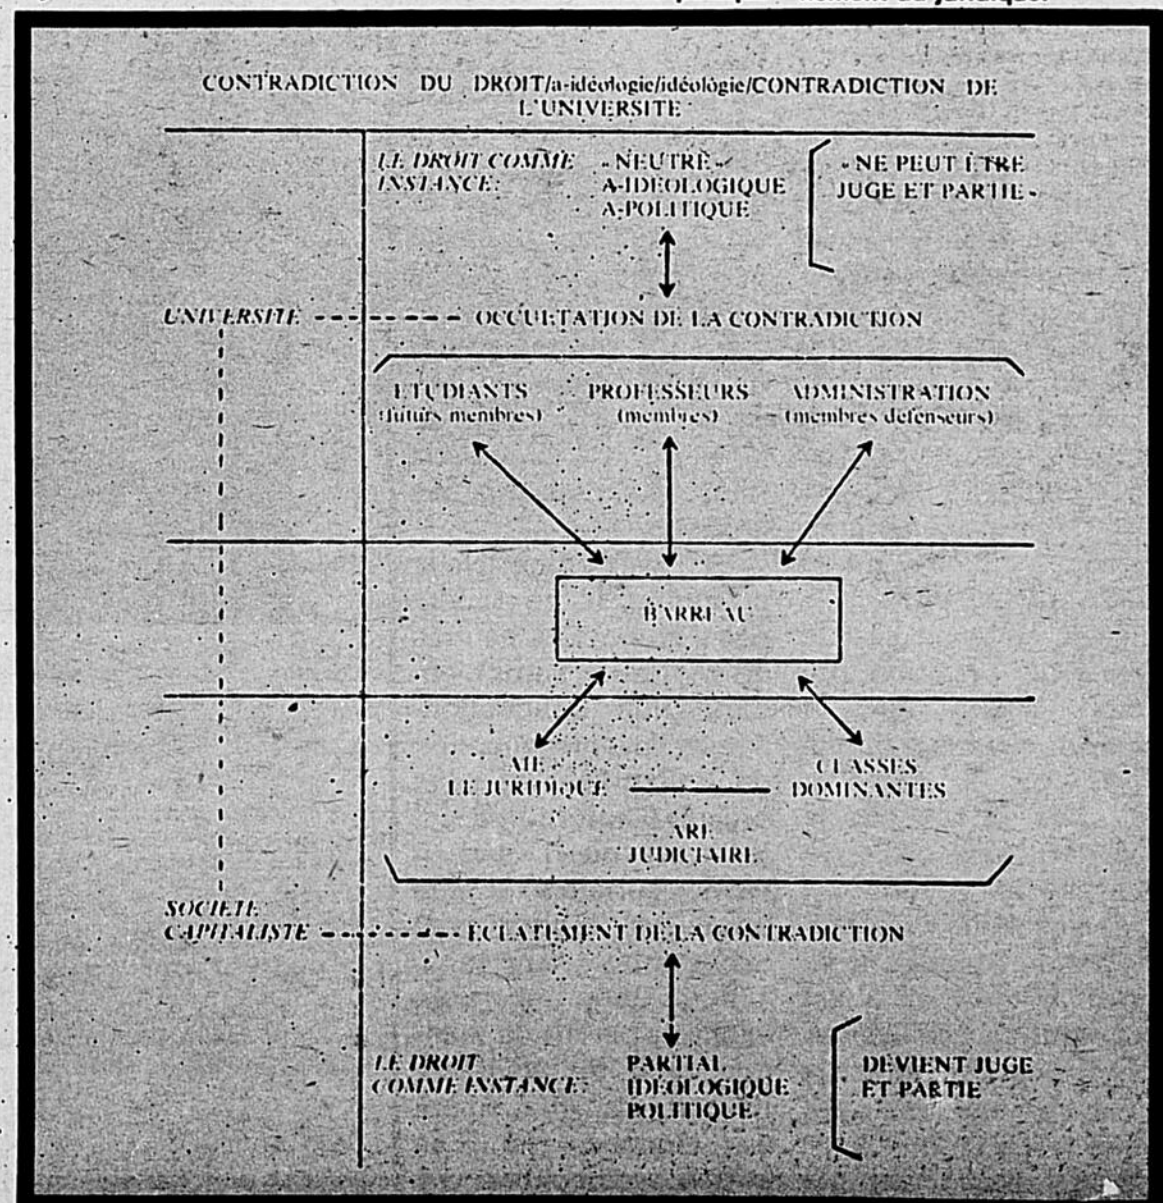 CONTRADICTION DU DROIT/a-idéologie/idéologie/CONTRADICTION DE
L'UNIVERSITE
LE DROIT COMME
INSTANCE:
« NEUTRE »
A-IDEOLOGIQUE
A-POLITIQUE
« NE PEUT ÊTRE
JUGE ET PARTIE »
UNIVERSITE
OCCULTATION DE LA CONTRADICTION
ETUDIANTS
(futurs membres)
PROFESSEURS
(membres)
ADMINISTRATION
(membres défenseurs)
BARREAU
AIE
LE JURIDIQUE
CLASSES
DOMINANTES
ARE
JUDICIAIRE
SOCIETE
CAPITALISTE
ECLATEMENT DE LA CONTRADICTION
LE DROIT
COMME INSTANCE:
PARTIAL
IDEOLOGIQUE
POLITIQUE
DEVIENT JUGE
ET PARTIE